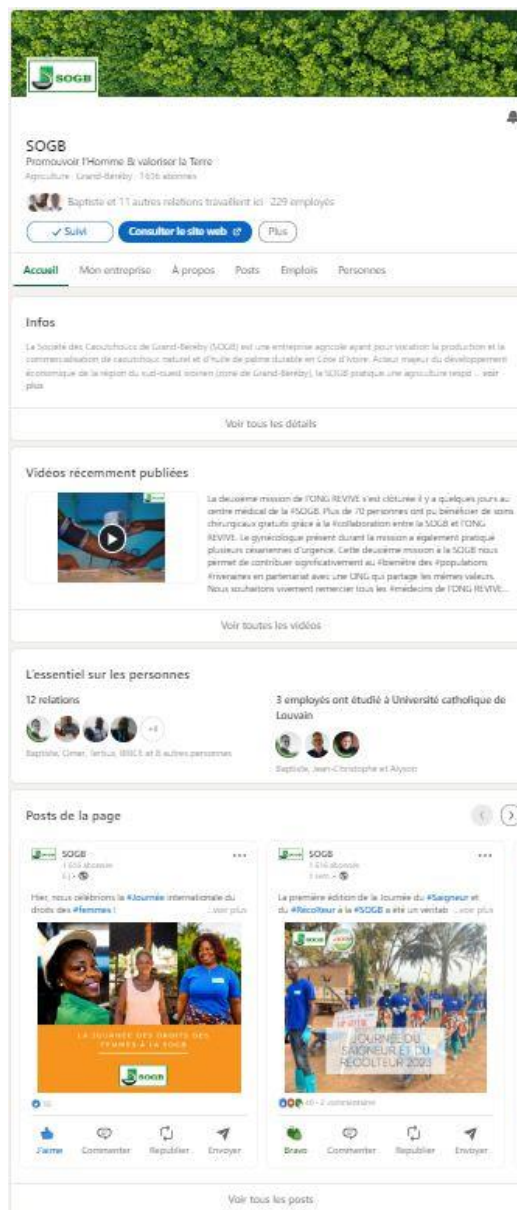 SOGB
SOGB
Promouvoir l'Homme & valoriser la Terre
Agriculture · Grand-Béréby · 1 616 abonnés
Baptiste et 11 autres relations travaillent ici · 229 employés
Suivi
Consulter le site web
Plus
Accueil Mon entreprise À propos Posts Emplois Personnes
Infos
La Société des Caoutchoucs de Grand-Béréby (SOGB) est une entreprise agricole ayant pour vocation la production et la
commercialisation de caoutchouc naturel et d'huile de palme durable en Côte d'Ivoire. Acteur majeur du développement
économique de la région du sud-ouest ivoirien (zone de Grand-Béréby), la SOGB pratique une agriculture respo ... voir
plus
Voir tous les détails
Vidéos récemment publiées
La deuxième mission de l'ONG REVIVE s'est clôturée il y a quelques jours au
centre médical de la #SOGB. Plus de 70 personnes ont pu bénéficier de soins
chirurgicaux gratuits grâce à la #collaboration entre la SOGB et l'ONG
REVIVE. Le gynécologue présent durant la mission a également pratiqué
plusieurs césariennes d'urgence. Cette deuxième mission à la SOGB nous
permet de contribuer significativement au #bienêtre des #populations
#riveraines en partenariat avec une ONG qui partage les mêmes valeurs.
Nous souhaitons vivement remercier tous les #médecins de l'ONG REVIVE...
Voir toutes les vidéos
L'essentiel sur les personnes
12 relations
+8
Baptiste, Omer, et 8 autres personnes
3 employés ont étudié à Université catholique de
Louvain
Baptiste, Jean-Christophe et Alyson
Posts de la page
SOGB
1 616 abonnés
Hier, nous célébrions la #Journée internationale du
droits des #femmes ! ...voir plus
LA JOURNÉE DES DROITS DES
FEMMES À LA SOGB
SOGB
J'aime Commenter Republier Envoyer
SOGB
1 616 abonnés
1 sem.
La première édition de la Journée du #Saigneur et
du #Récolteur à la #SOGB a été un véritab ...voir plus
SOGB
JOURNÉE DU
SAIGNEUR ET DU
RÉCOLTEUR 2023
2 commentaires
Bravo Commenter Republier Envoyer
Voir tous les posts